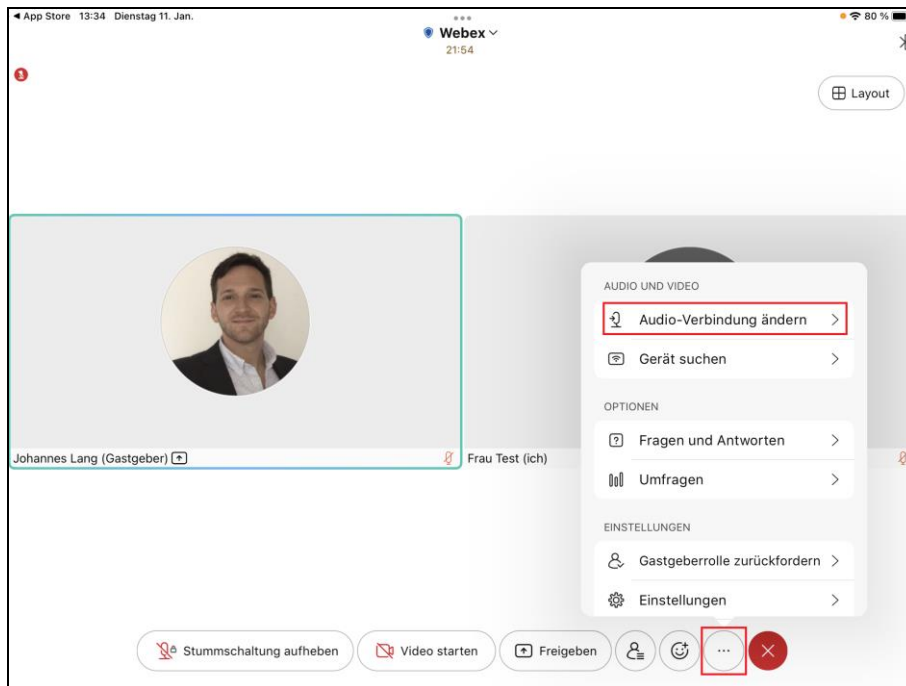 App Store 13:34 Dienstag 11. Jan. 80 %
Webex
21:54
1
Layout
AUDIO UND VIDEO
Audio-Verbindung ändern
Gerät suchen
OPTIONEN
Fragen und Antworten
Umfragen
EINSTELLUNGEN
Gastgeberrolle zurückfordern
Einstellungen
Johannes Lang (Gastgeber)
Frau Test (ich)
Stummschaltung aufheben
Video starten
Freigeben